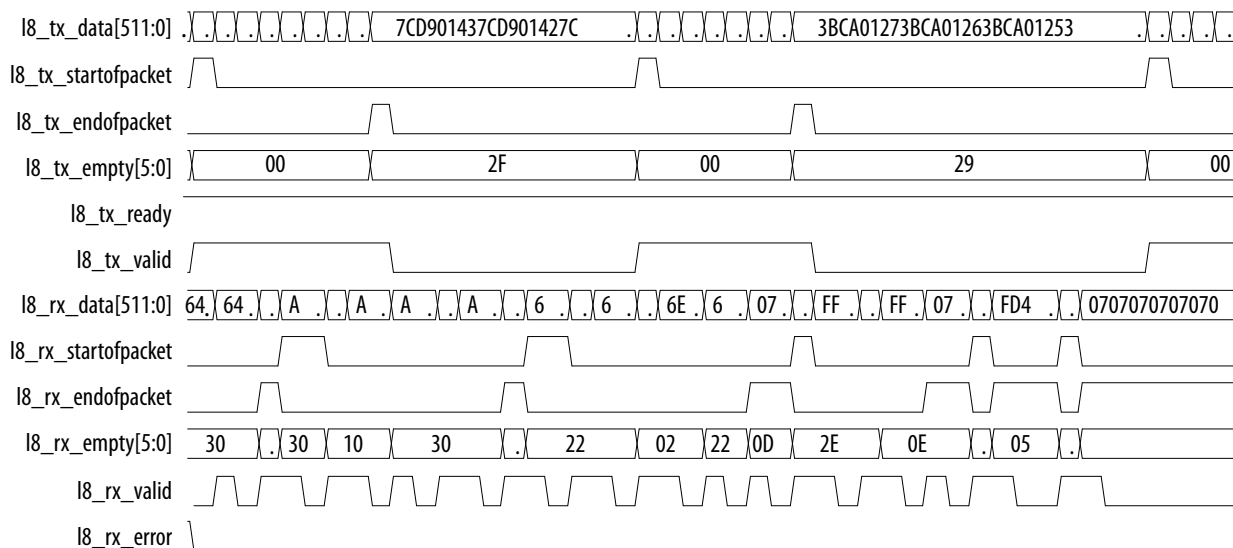 l8_tx_data[511:0] . . . . . . . . . 7CD901437CD901427C . . . . . . . . 3BCA01273BCA01263BCA01253 . . . . .
l8_tx_startofpacket
l8_tx_endofpacket
l8_tx_empty[5:0] 00 2F 00 29 00
l8_tx_ready
l8_tx_valid
l8_rx_data[511:0] 64. 64 . . A . . A . A . . A . . 6 . . 6 . . 6E . 6 . 07 . . FF . . FF . 07 . . FD4 . . 0707070707070
l8_rx_startofpacket
l8_rx_endofpacket
l8_rx_empty[5:0] 30 . 30 10 30 . 22 02 22 0D 2E 0E . 05 .
l8_rx_valid
l8_rx_error